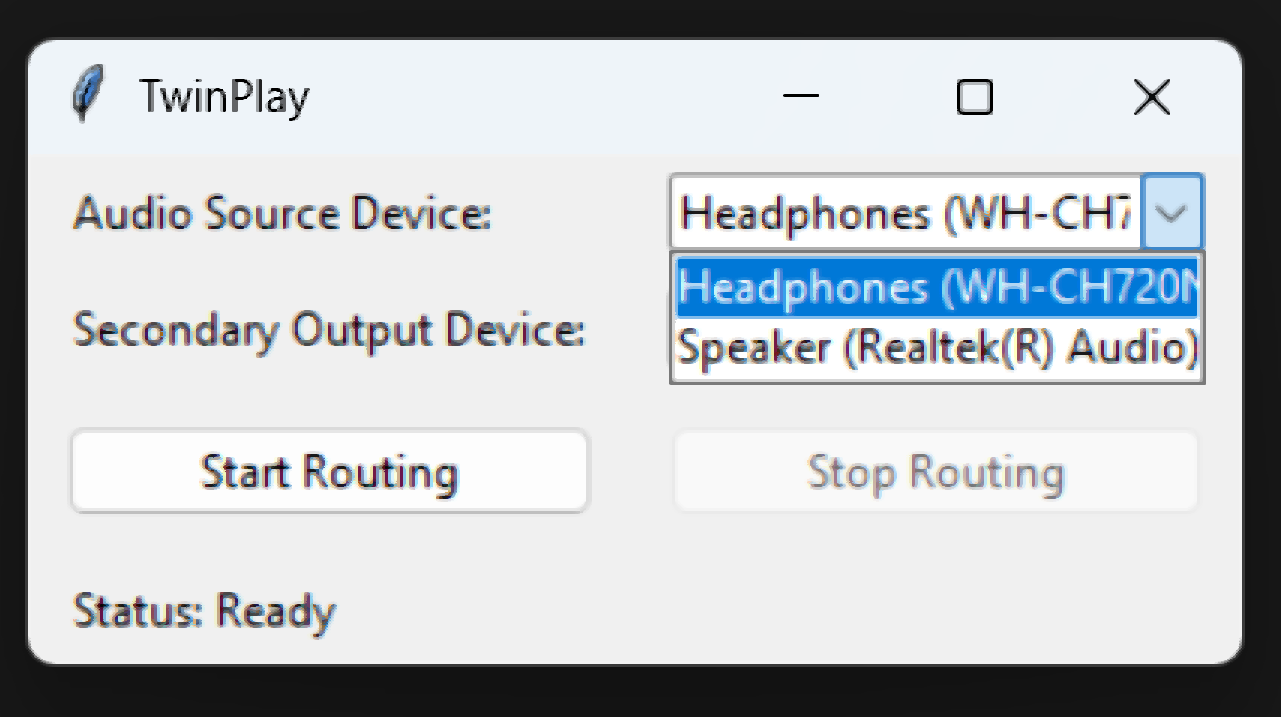 TwinPlay
Audio Source Device:
Headphones (WH-CH7
Headphones (WH-CH720N
Speaker (Realtek(R) Audio)
Secondary Output Device:
Start Routing
Stop Routing
Status: Ready